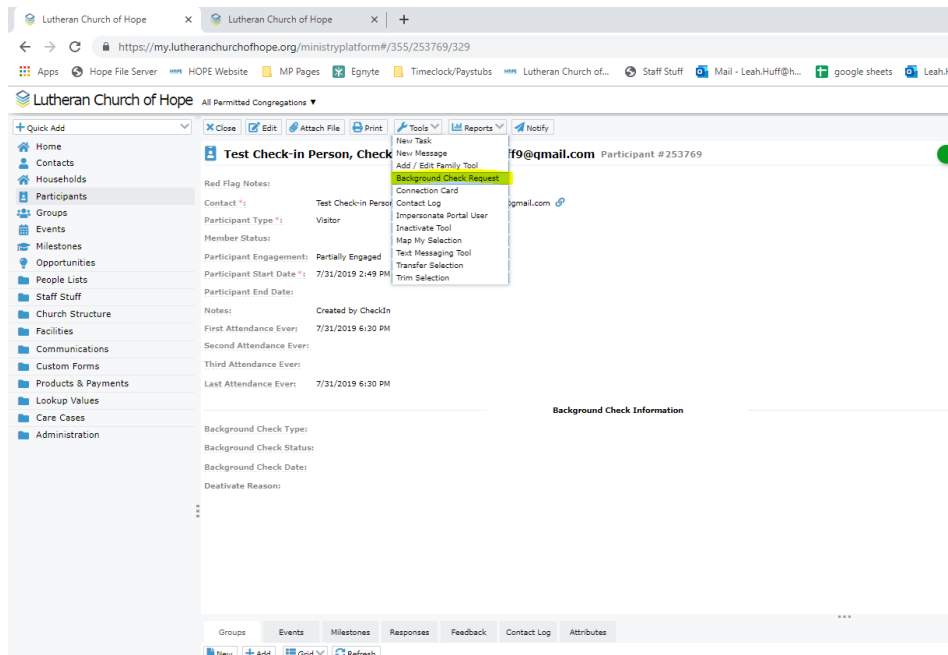 Lutheran Church of Hope × Lutheran Church of Hope × +
https://my.lutheranchurchofhope.org/ministryplatform#/355/253769/329
Apps Hope File Server HOPE Website MP Pages Egnyte Timeclock/Paystubs Lutheran Church of... Staff Stuff Mail - Leah.Huff@h... google sheets Leah.H
Lutheran Church of Hope All Permitted Congregations ▼
+ Quick Add
Home
Contacts
Households
Participants
Groups
Events
Milestones
Opportunities
People Lists
Staff Stuff
Church Structure
Facilities
Communications
Custom Forms
Products & Payments
Lookup Values
Care Cases
Administration
Close Edit Attach File Print Tools Reports Notify
New Task
New Message
Add / Edit Family Tool
Background Check Request
Connection Card
Contact Log
Impersonate Portal User
Inactivate Tool
Map My Selection
Text Messaging Tool
Transfer Selection
Trim Selection
Test Check-in Person, Check ff9@gmail.com Participant #253769
Red Flag Notes:
Contact *: Test Check-in Perso @gmail.com
Participant Type *: Visitor
Member Status:
Participant Engagement: Partially Engaged
Participant Start Date *: 7/31/2019 2:49 PM
Participant End Date:
Notes: Created by CheckIn
First Attendance Ever: 7/31/2019 6:30 PM
Second Attendance Ever:
Third Attendance Ever:
Last Attendance Ever: 7/31/2019 6:30 PM
Background Check Information
Background Check Type:
Background Check Status:
Background Check Date:
Deativate Reason:
Groups Events Milestones Responses Feedback Contact Log Attributes
New + Add Grid Refresh